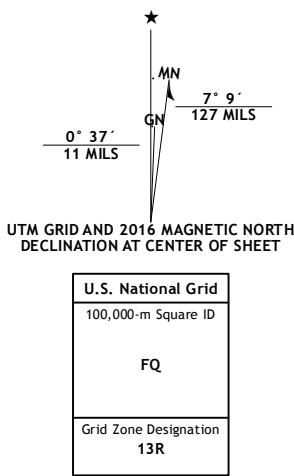 ★
MN
7° 9´
127 MILS
GN
0° 37´
11 MILS
UTM GRID AND 2016 MAGNETIC NORTH
DECLINATION AT CENTER OF SHEET
U.S. National Grid
100,000-m Square ID
FQ
Grid Zone Designation
13R